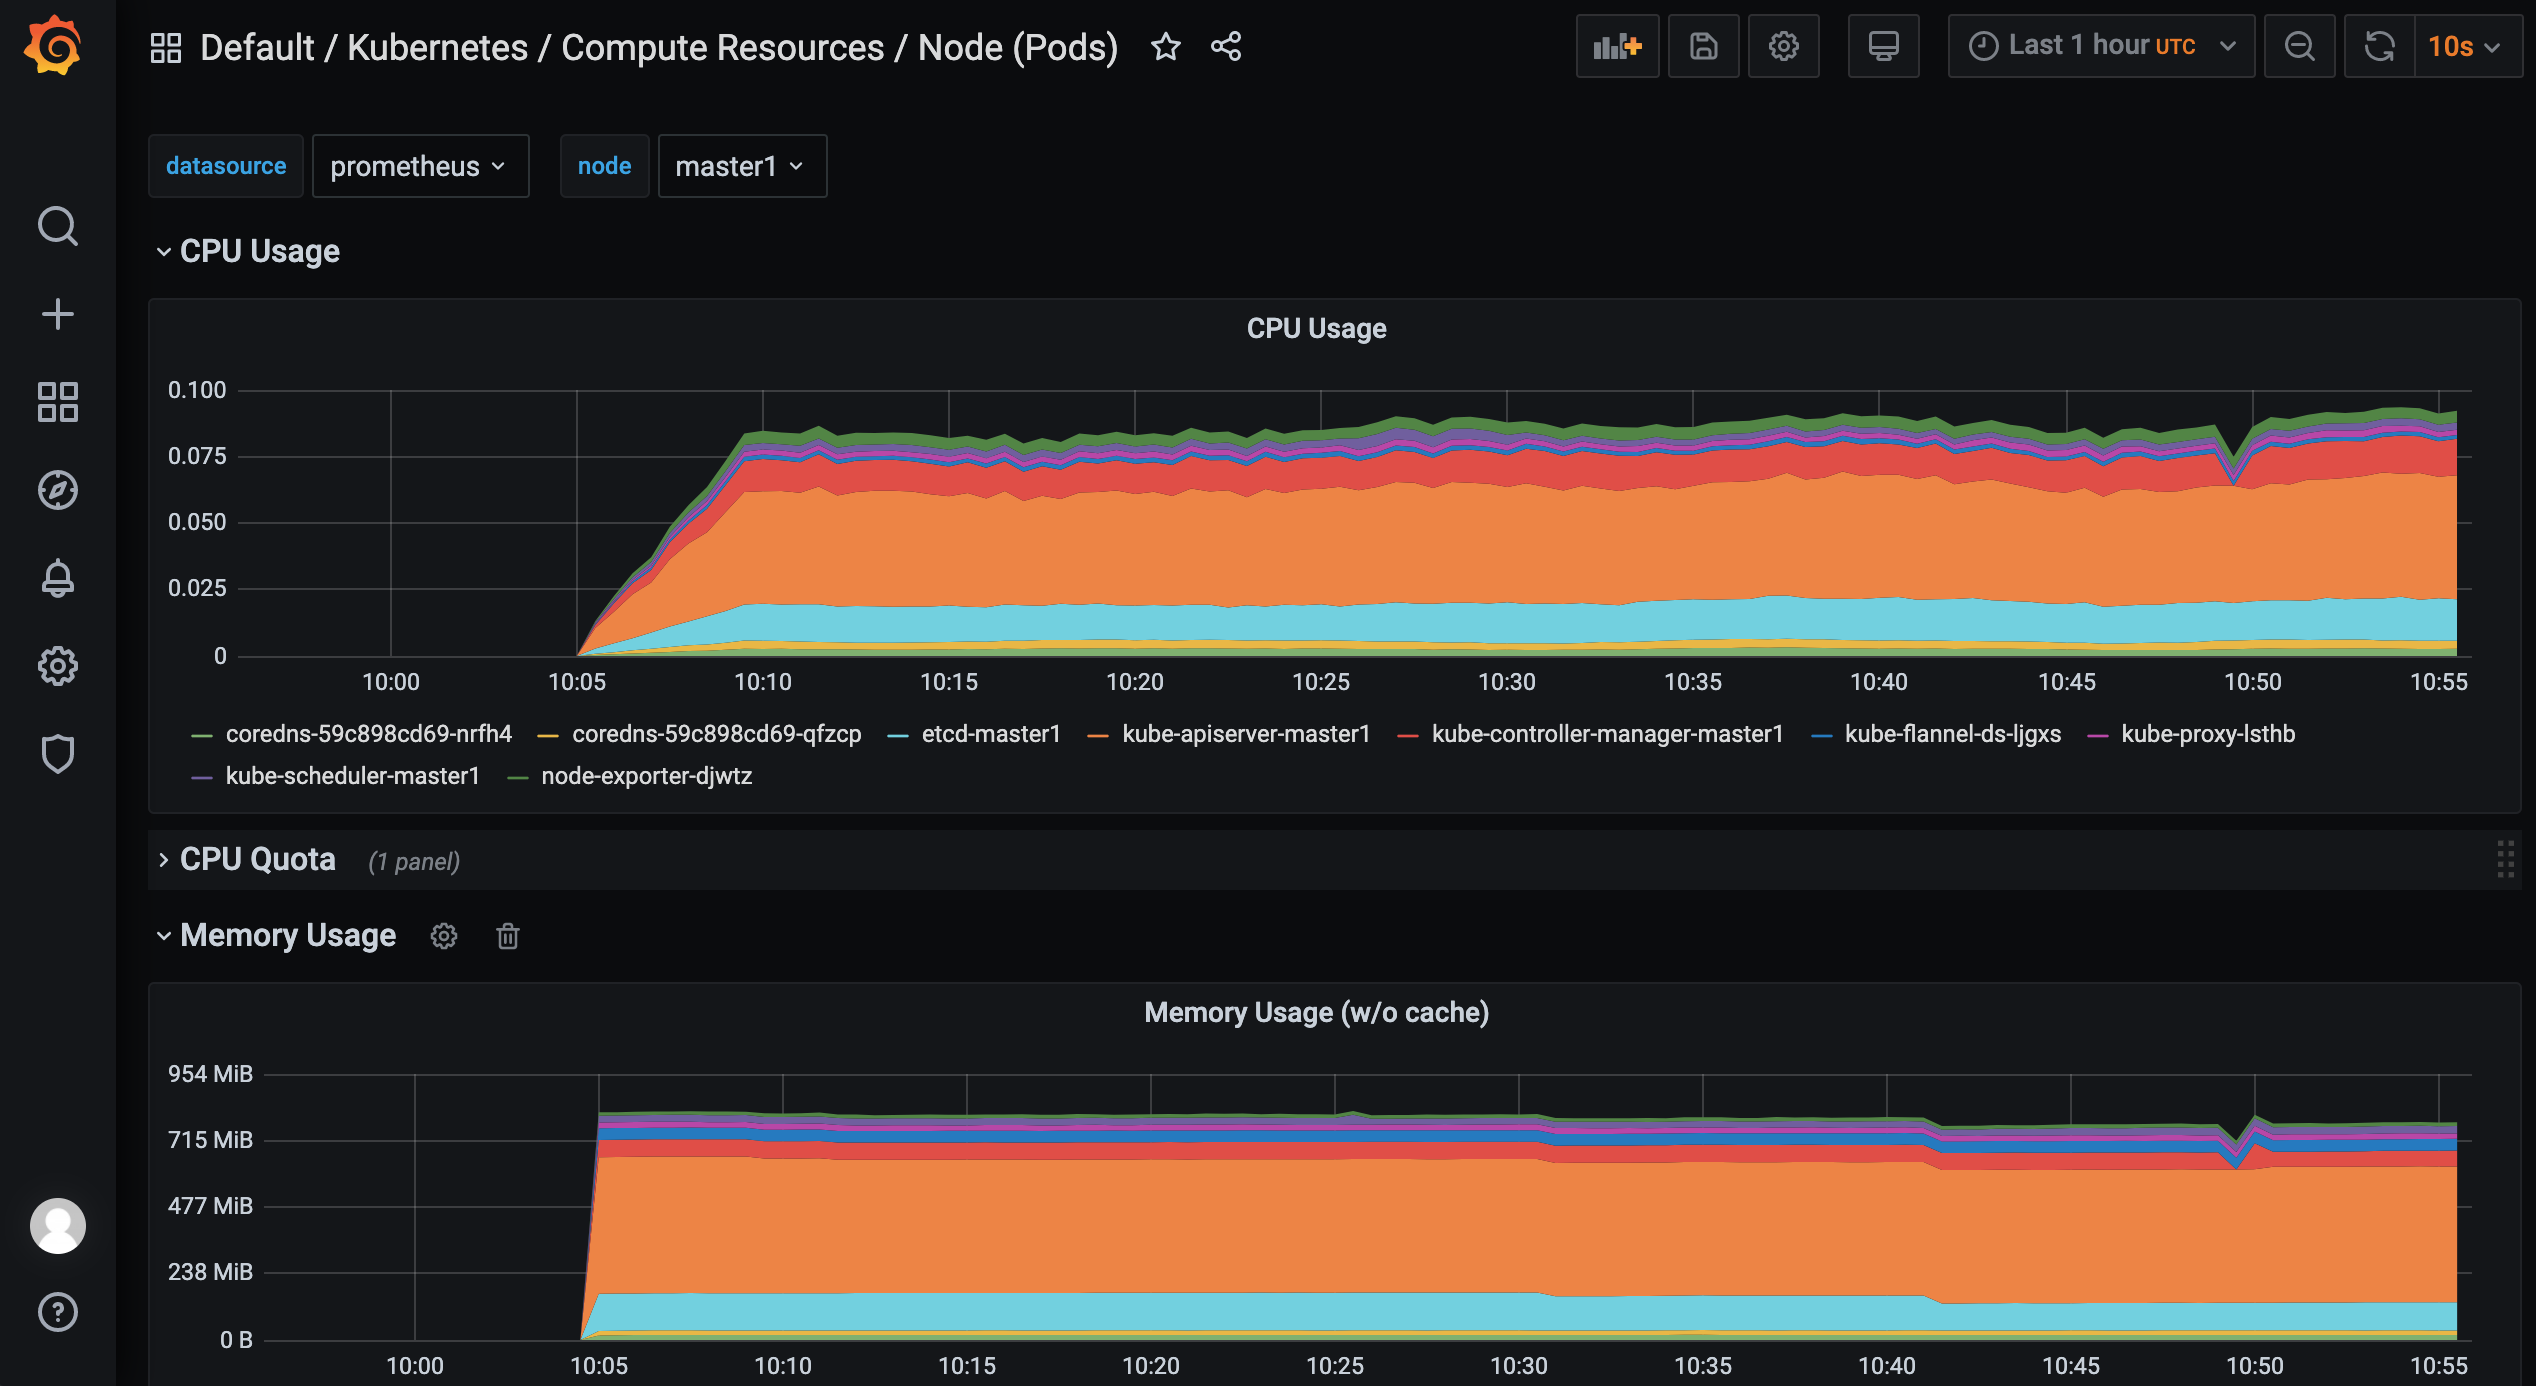 Default / Kubernetes / Compute Resources / Node (Pods)
Last 1 hour UTC
10s
datasource prometheus node master1
CPU Usage
CPU Usage
0.100
0.075
0.050
0.025
0
10:00 10:05 10:10 10:15 10:20 10:25 10:30 10:35 10:40 10:45 10:50 10:55
coredns-59c898cd69-nrfh4 coredns-59c898cd69-qfzcp etcd-master1 kube-apiserver-master1 kube-controller-manager-master1 kube-flannel-ds-ljgxs kube-proxy-lsthb
kube-scheduler-master1 node-exporter-djwtz
CPU Quota (1 panel)
Memory Usage
Memory Usage (w/o cache)
954 MiB
715 MiB
477 MiB
238 MiB
0 B
10:00 10:05 10:10 10:15 10:20 10:25 10:30 10:35 10:40 10:45 10:50 10:55